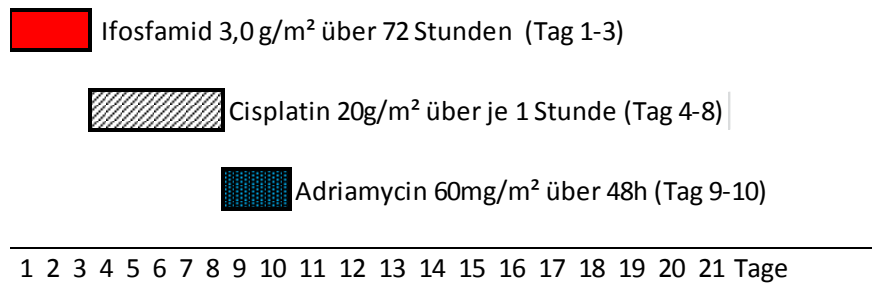 Ifosfamid 3,0 g/m² über 72 Stunden (Tag 1-3)
Cisplatin 20g/m² über je 1 Stunde (Tag 4-8)
Adriamycin 60mg/m² über 48h (Tag 9-10)
1 2 3 4 5 6 7 8 9 10 11 12 13 14 15 16 17 18 19 20 21 Tage